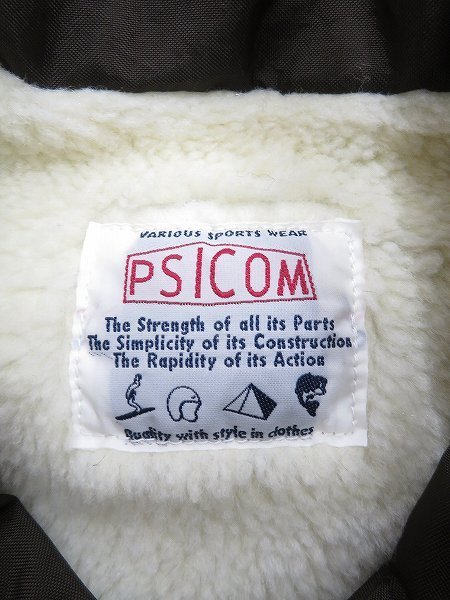 VARIOUS SPORTS WEAR
PSICOM
The Strength of all its Parts
The Simplicity of its Construction
The Rapidity of its Action
Quality with style in clothes